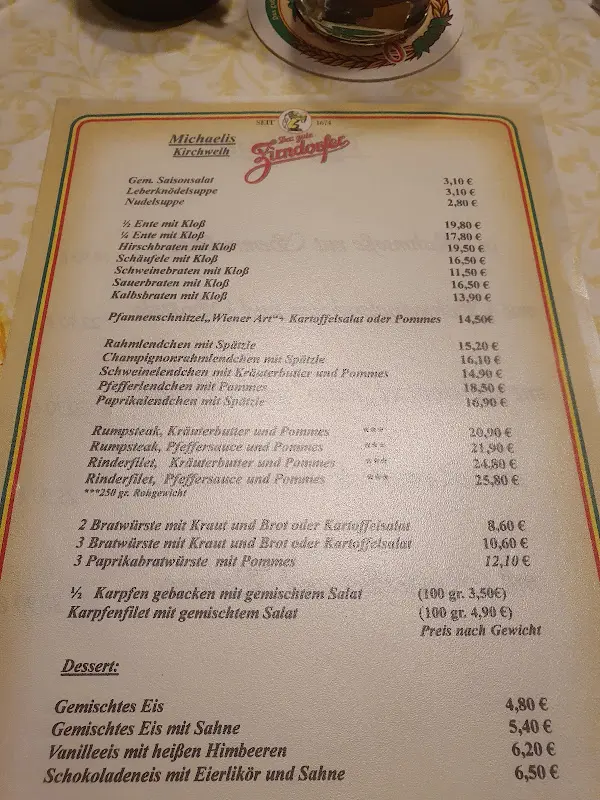 SEIT 1674
Das gute
Zirndorfer
Michaelis
Kirchweih
Gem. Saisonsalat 3,10 €
Leberknödelsuppe 3,10 €
Nudelsuppe 2,80 €
½ Ente mit Kloß 19,80 €
¼ Ente mit Kloß 17,80 €
Hirschbraten mit Kloß 19,50 €
Schäufele mit Kloß 16,50 €
Schweinebraten mit Kloß 11,50 €
Sauerbraten mit Kloß 16,50 €
Kalbsbraten mit Kloß 13,90 €
Pfannenschnitzel„Wiener Art“+ Kartoffelsalat oder Pommes 14,50€
Rahmlendchen mit Spätzle 15,20 €
Champignonrahmlendchen mit Spätzle 16,10 €
Schweinelendchen mit Kräuterbutter und Pommes 14,90 €
Pfefferlendchen mit Pommes 18,50 €
Paprikalendchen mit Spätzle 16,90 €
Rumpsteak, Kräuterbutter und Pommes *** 20,90 €
Rumpsteak, Pfeffersauce und Pommes *** 21,90 €
Rinderfilet, Kräuterbutter und Pommes *** 24,80 €
Rinderfilet, Pfeffersauce und Pommes *** 25,80 €
***250 gr. Rohgewicht
2 Bratwürste mit Kraut und Brot oder Kartoffelsalat 8,60 €
3 Bratwürste mit Kraut und Brot oder Kartoffelsalat 10,60 €
3 Paprikabratwürste mit Pommes 12,10 €
½ Karpfen gebacken mit gemischtem Salat (100 gr. 3,50€)
Karpfenfilet mit gemischtem Salat (100 gr. 4,90 €)
Preis nach Gewicht
Dessert:
Gemischtes Eis 4,80 €
Gemischtes Eis mit Sahne 5,40 €
Vanilleeis mit heißen Himbeeren 6,20 €
Schokoladeneis mit Eierlikör und Sahne 6,50 €